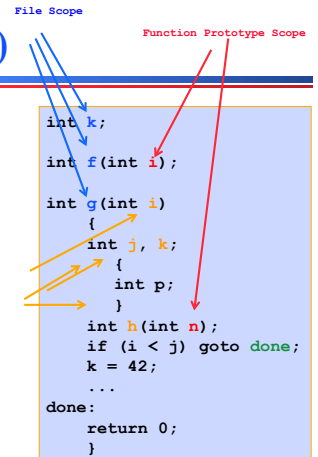 File Scope
Function Prototype Scope
)
int k;
int f(int i);
int g(int i)
{
int j, k;
{
int p;
}
int h(int n);
if (i < j) goto done;
k = 42;
...
done:
return 0;
}